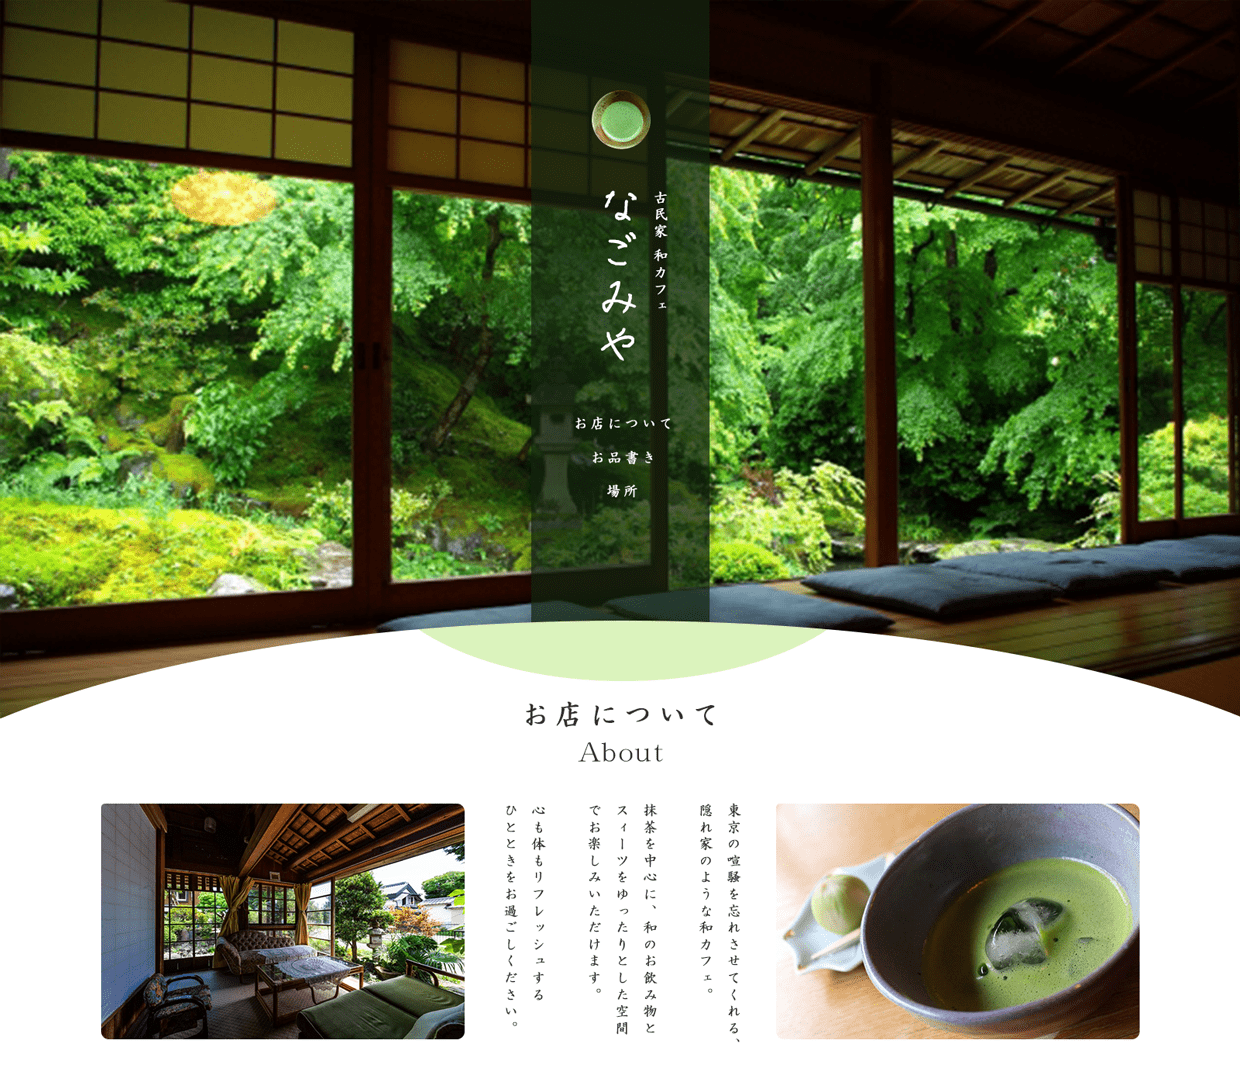 古民家 和カフェ
なごみや
お店について
お品書き
場所
お店について
About
東京の喧騒を忘れさせてくれる、
隠れ家のような和カフェ。
抹茶を中心に、和のお飲み物と
スイーツをゆったりとした空間
でお楽しみいただけます。
心も体もリフレッシュする
ひとときをお過ごしください。